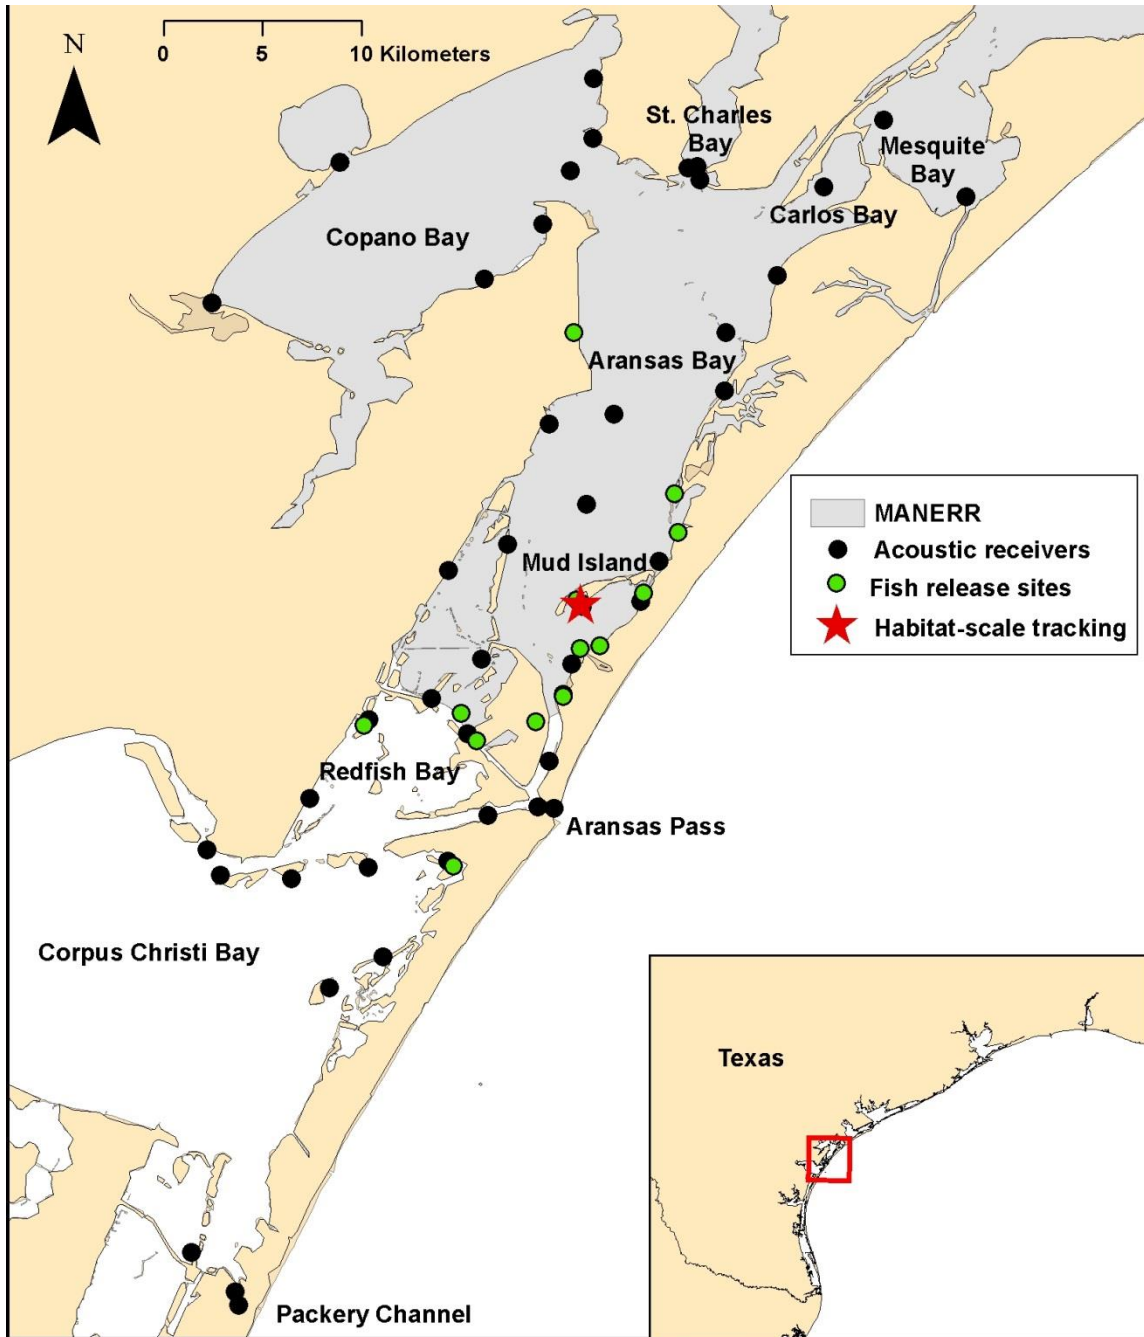 N
0 5 10 Kilometers
St. Charles
Bay
Mesquite
Bay
Carlos Bay
Copano Bay
Aransas Bay
MANERR
Acoustic receivers
Fish release sites
Habitat-scale tracking
Mud Island
Redfish Bay
Aransas Pass
Corpus Christi Bay
Texas
Packery Channel